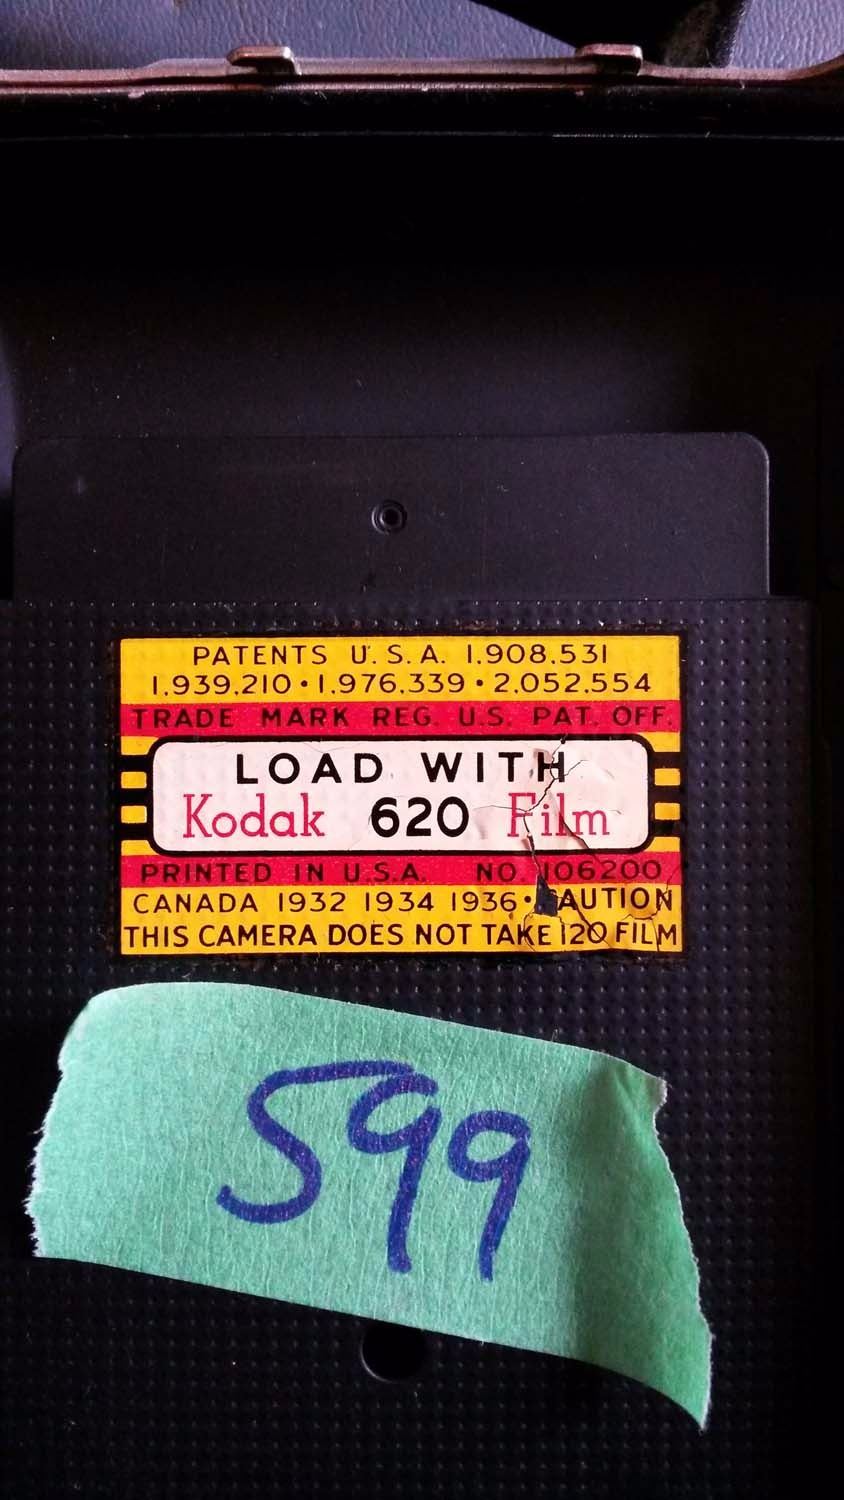 PATENTS U.S.A. 1,908,531
1,939,210 • 1,976,339 • 2,052,554
TRADE MARK REG. U.S. PAT. OFF.
LOAD WITH
Kodak 620 Film
PRINTED IN U.S.A. NO. 106200
CANADA 1932 1934 1936 • CAUTION
THIS CAMERA DOES NOT TAKE 120 FILM
599